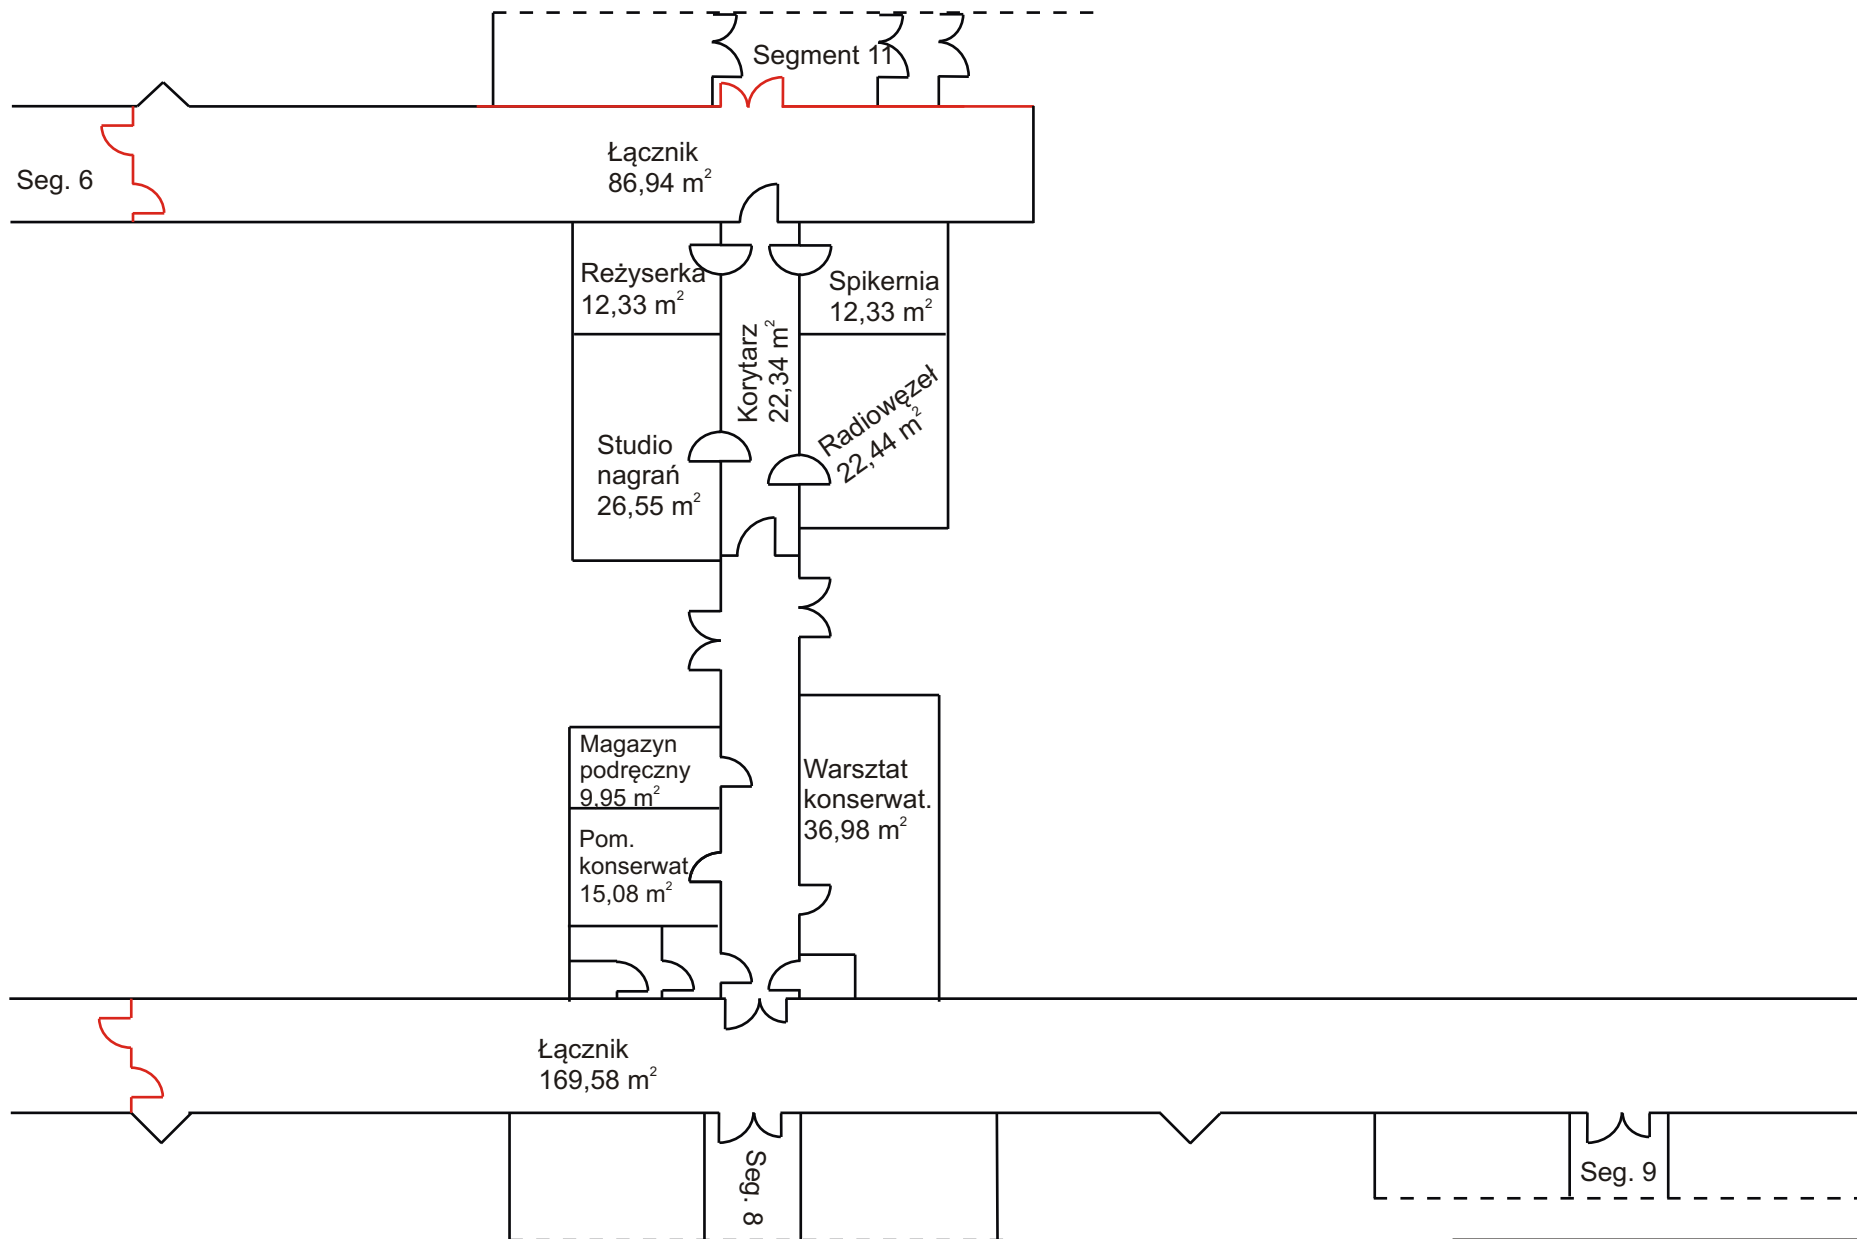 Segment 11
Łącznik
86,94 m²
Seg. 6
Reżyserka
12,33 m²
Spikernia
12,33 m²
Korytarz
22,34 m²
Radiowęzeł
22,44 m²
Studio
nagrań
26,55 m²
Magazyn
podręczny
9,95 m²
Warsztat
konserwat.
36,98 m²
Pom.
konserwat
15,08 m²
Łącznik
169,58 m²
Seg. 8
Seg. 9